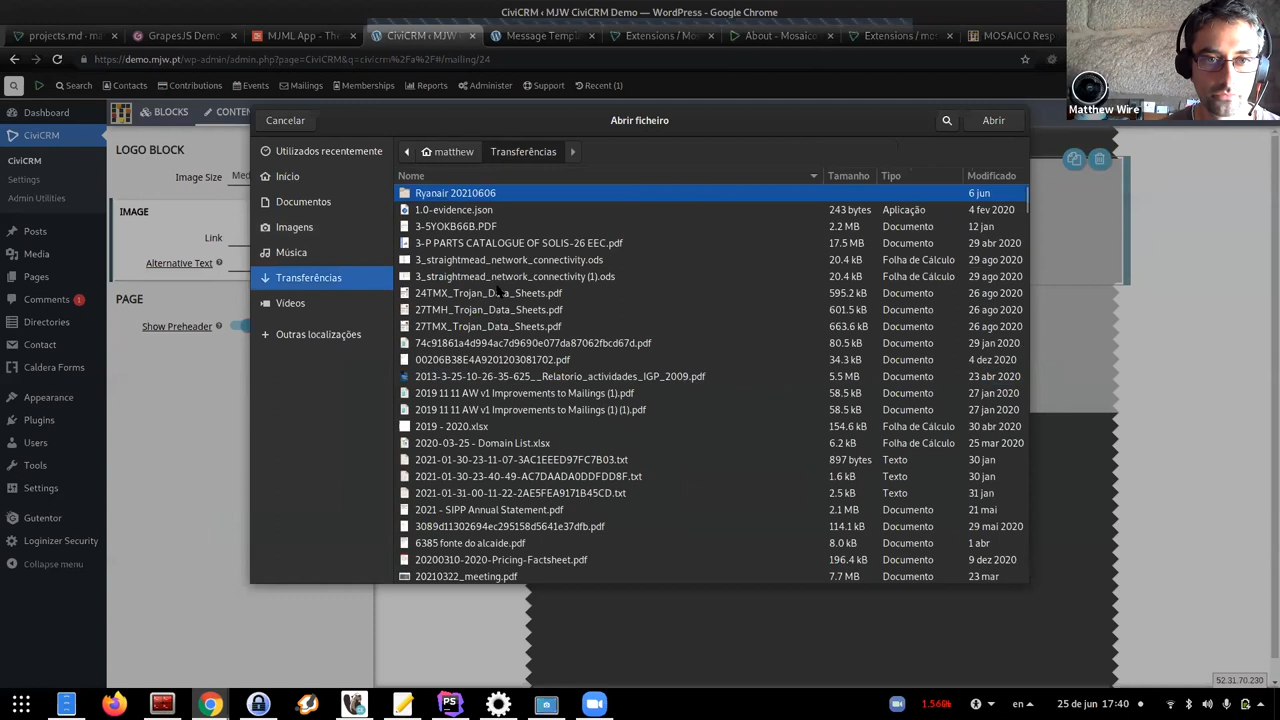 CiviCRM ‹ MJW CiviCRM Demo — WordPress – Google Chrome
projects.md - ma
GrapesJS Demo
MJML App - The
CiviCRM ‹ MJW
Message Temp
Extensions / Mo
About - Mosaico
Extensions / mo
MOSAICO Resp
https://demo.mjw.pt/wp-admin/admin.php?page=CiviCRM&q=civicrm%2Fa%2F#/mailing/24
Search Contacts Contributions Events Mailings Memberships Reports Administer Support Recent (1)
Matthew Wire
Dashboard
CiviCRM
CiviCRM
Settings
Admin Utilities
Posts
Media
Pages
Comments 1
Directories
Contact
Caldera Forms
Appearance
Plugins
Users
Tools
Settings
Gutentor
Loginizer Security
Collapse menu
BLOCKS
LOGO BLOCK
Image Size
IMAGE
Link
Alternative Text
PAGE
Show Preheader
Cancelar
Abrir ficheiro
Abrir
Utilizados recentemente
Início
Documentos
Imagens
Música
Transferências
Vídeos
Outras localizações
matthew Transferências
Nome Tamanho Tipo Modificado
Ryanair 20210606 6 jun
1.0-evidence.json 243 bytes Aplicação 4 fev 2020
3-5YOKB66B.PDF 2.2 MB Documento 12 jan
3-P PARTS CATALOGUE OF SOLIS-26 EEC.pdf 17.5 MB Documento 29 abr 2020
3_straightmead_network_connectivity.ods 20.4 kB Folha de Cálculo 29 ago 2020
3_straightmead_network_connectivity (1).ods 20.4 kB Folha de Cálculo 29 ago 2020
24TMX_Trojan_Data_Sheets.pdf 595.2 kB Documento 26 ago 2020
27TMH_Trojan_Data_Sheets.pdf 601.5 kB Documento 26 ago 2020
27TMX_Trojan_Data_Sheets.pdf 663.6 kB Documento 26 ago 2020
74c91861a4d994ac7d9690e077da87062fbcd67d.pdf 80.5 kB Documento 29 jan 2020
00206B38E4A9201203081702.pdf 34.3 kB Documento 4 dez 2020
2013-3-25-10-26-35-625__Relatorio_actividades_IGP_2009.pdf 5.5 MB Documento 23 abr 2020
2019 11 11 AW v1 Improvements to Mailings (1).pdf 58.5 kB Documento 27 jan 2020
2019 11 11 AW v1 Improvements to Mailings (1) (1).pdf 58.5 kB Documento 27 jan 2020
2019 - 2020.xlsx 154.6 kB Folha de Cálculo 30 abr 2020
2020-03-25 - Domain List.xlsx 6.2 kB Folha de Cálculo 25 mar 2020
2021-01-30-23-11-07-3AC1EEED97FC7B03.txt 897 bytes Texto 30 jan
2021-01-30-23-40-49-AC7DAADA0DDFDD8F.txt 1.6 kB Texto 30 jan
2021-01-31-00-11-22-2AE5FEA9171B45CD.txt 2.5 kB Texto 31 jan
2021 - SIPP Annual Statement.pdf 2.1 MB Documento 21 mai
3089d11302694ec295158d5641e37dfb.pdf 114.1 kB Documento 29 mai 2020
6385 fonte do alcaide.pdf 8.0 kB Documento 1 abr
20200310-2020-Pricing-Factsheet.pdf 196.4 kB Documento 9 dez 2020
20210322_meeting.pdf 7.7 MB Documento 23 mar
52.31.70.230
PS
1.560% en 25 de jun 17:40